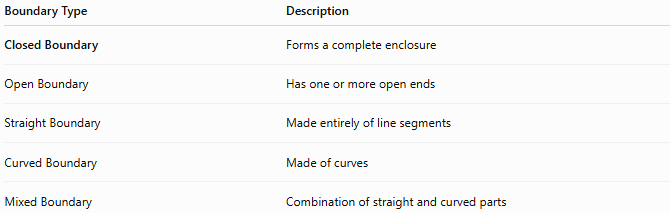 Boundary Type Description
Closed Boundary Forms a complete enclosure
Open Boundary Has one or more open ends
Straight Boundary Made entirely of line segments
Curved Boundary Made of curves
Mixed Boundary Combination of straight and curved parts